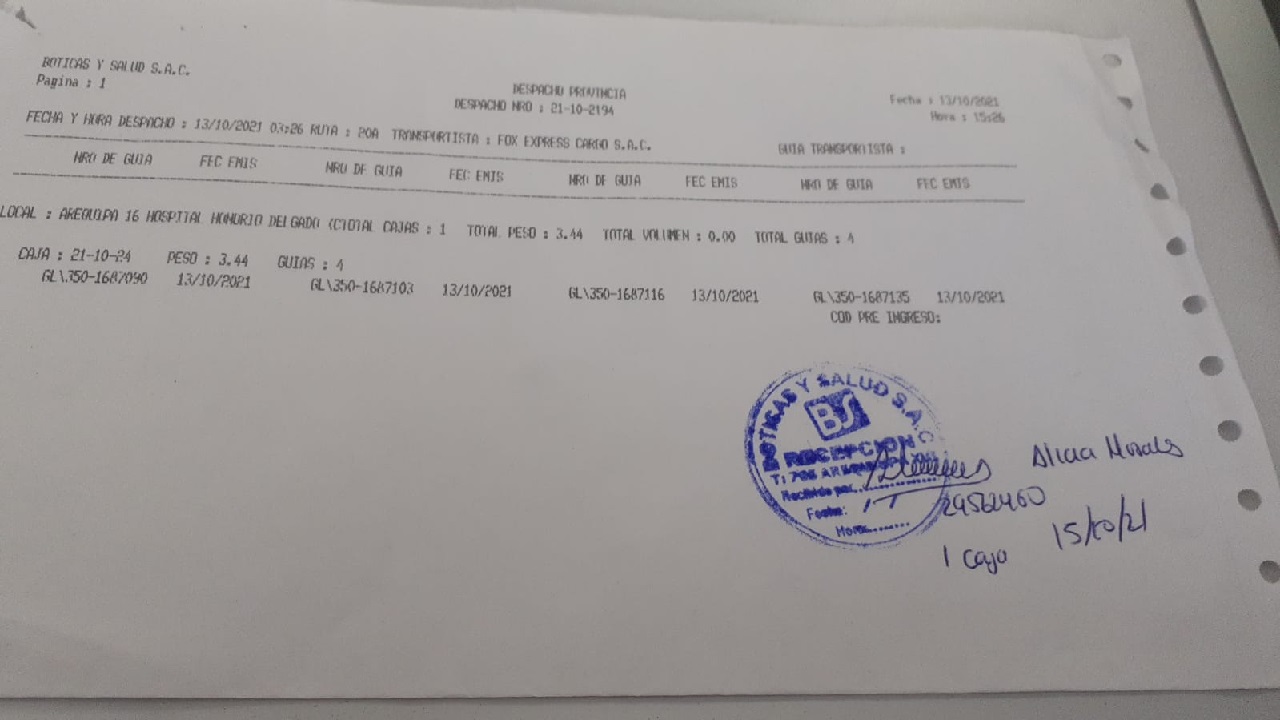 BOTICAS Y SALUD S.A.C.
Pagina : 1
DESPACHO PROVINCIA
DESPACHO NRO : 21-10-2194
Fecha : 13/10/2021
Hora : 15:26
FECHA Y HORA DESPACHO : 13/10/2021 03:26 RUTA : 20A TRANSPORTISTA : FOX EXPRESS CARGO S.A.C.
GUIA TRANSPORTISTA :
NRO DE GUIA FEC EMIS NRO DE GUIA FEC EMIS NRO DE GUIA FEC EMIS NRO DE GUIA FEC EMIS
LOCAL : AREQUIPA 16 HOSPITAL HONORIO DELGADO (CTOTAL CAJAS : 1 TOTAL PESO : 3.44 TOTAL VOLUMEN : 0.00 TOTAL GUIAS : 4
CAJA : 21-10-24 PESO : 3.44 GUIAS : 4
GL\350-1687090 13/10/2021 GL\350-1687103 13/10/2021 GL\350-1687116 13/10/2021 GL\350-1687135 13/10/2021
COD PRE INGRESO:
BOTICAS Y SALUD S.A.C
BS
RECEPCION
T: 706
Recibido por:
Fecha:
Hora:
Alicia Morales
29562460
1 caja
15/10/21